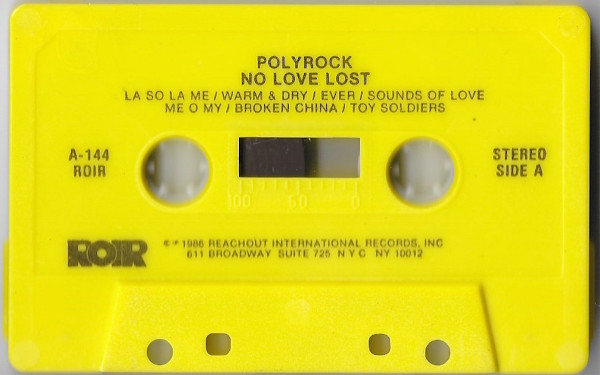 POLYROCK
NO LOVE LOST
LA SO LA ME / WARM & DRY / EVER / SOUNDS OF LOVE
ME O MY / BROKEN CHINA / TOY SOLDIERS
A-144
ROIR
STEREO
SIDE A
100 50 0
ROIR
© ℗ 1986 REACHOUT INTERNATIONAL RECORDS, INC
611 BROADWAY SUITE 725 N Y C NY 10012